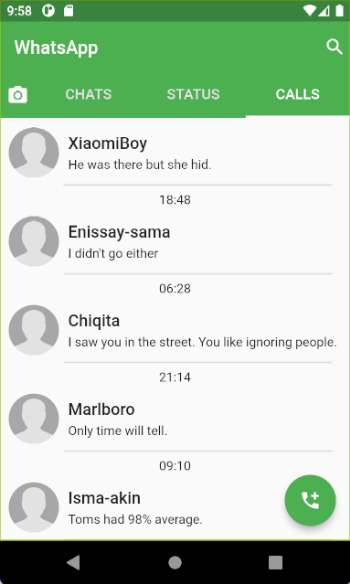 9:58
WhatsApp
CHATS STATUS CALLS
XiaomiBoy
He was there but she hid.
18:48
Enissay-sama
I didn't go either
06:28
Chiqita
I saw you in the street. You like ignoring people.
21:14
Marlboro
Only time will tell.
09:10
Isma-akin
Toms had 98% average.